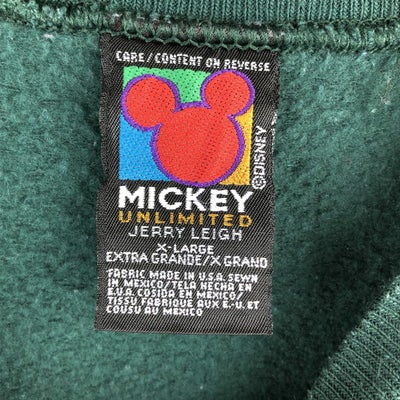 CARE/CONTENT ON REVERSE
©DISNEY
MICKEY
UNLIMITED
JERRY LEIGH
X-LARGE
EXTRA GRANDE/X GRAND
FABRIC MADE IN U.S.A. SEWN
IN MEXICO/TELA HECHA EN
E.U.A. COSIDA EN MEXICO/
TISSU FABRIQUE AUX E.-U. ET
COUSU AU MEXICO